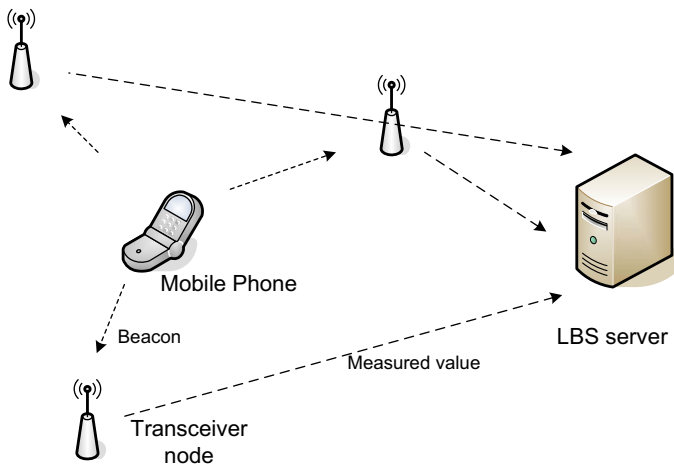 Mobile Phone
Beacon
LBS server
Measured value
Transceiver
node